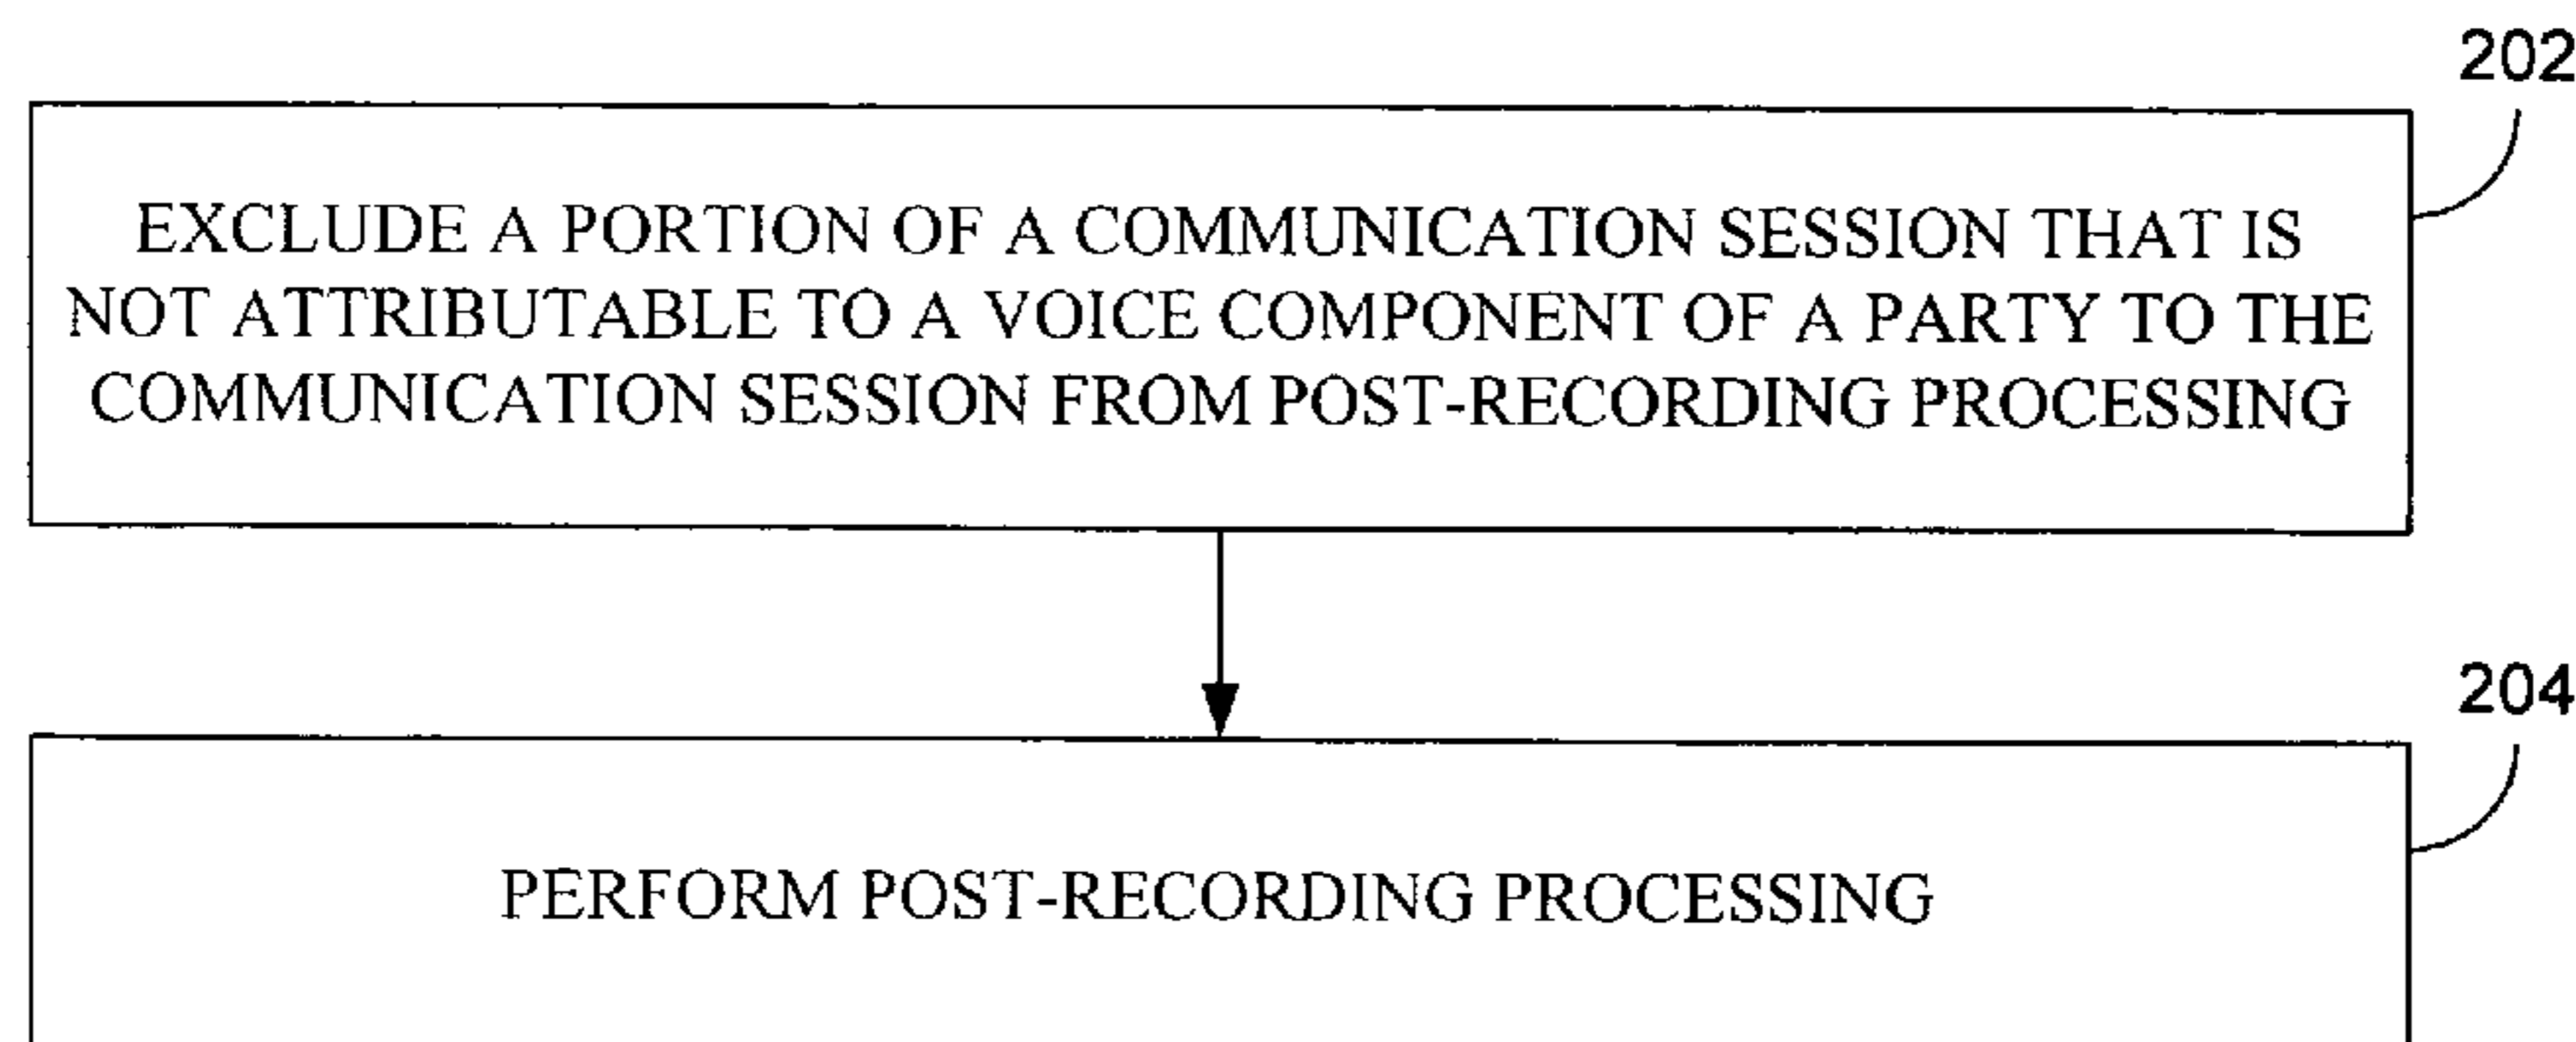 202
EXCLUDE A PORTION OF A COMMUNICATION SESSION THAT IS
NOT ATTRIBUTABLE TO A VOICE COMPONENT OF A PARTY TO THE
COMMUNICATION SESSION FROM POST-RECORDING PROCESSING
204
PERFORM POST-RECORDING PROCESSING